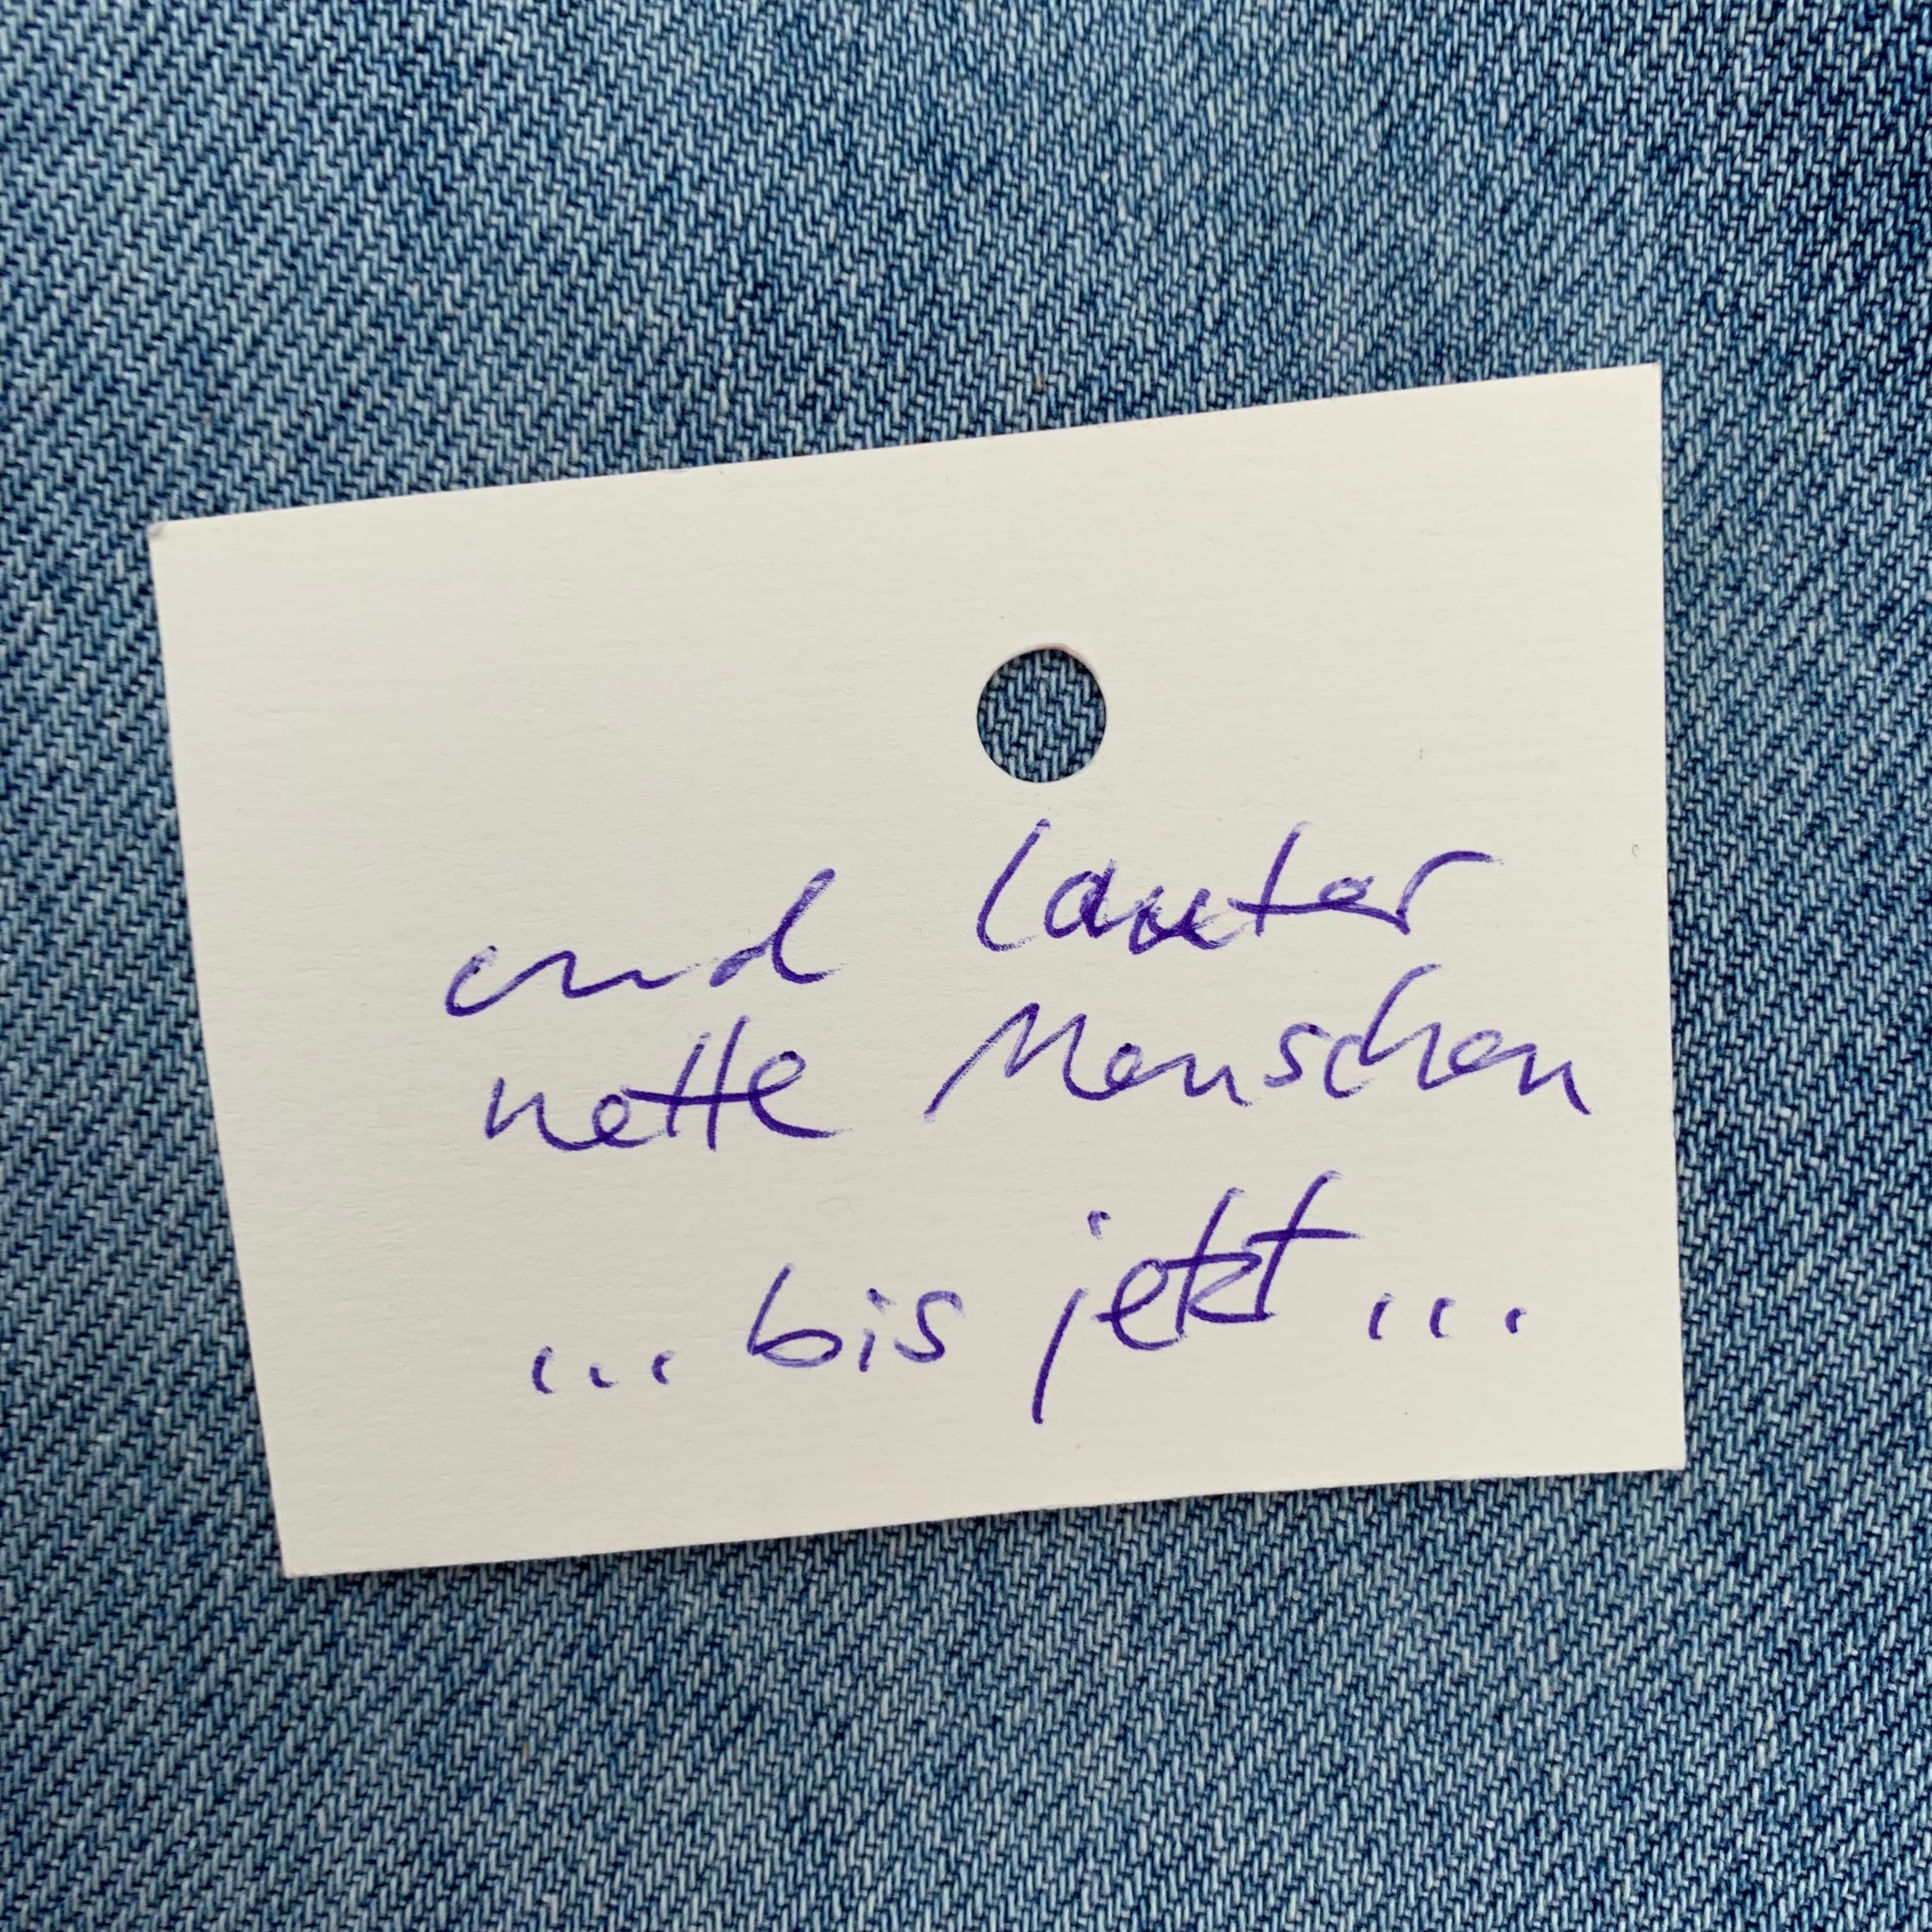 und lauter
nette Menschen
... bis jetzt ...